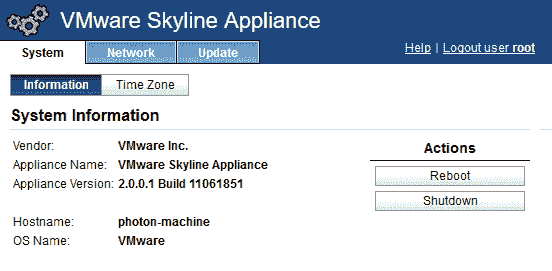 VMware Skyline Appliance
System Network Update Help | Logout user root
Information Time Zone
System Information
Vendor: VMware Inc. Actions
Appliance Name: VMware Skyline Appliance Reboot
Appliance Version: 2.0.0.1 Build 11061851
Shutdown
Hostname: photon-machine
OS Name: VMware